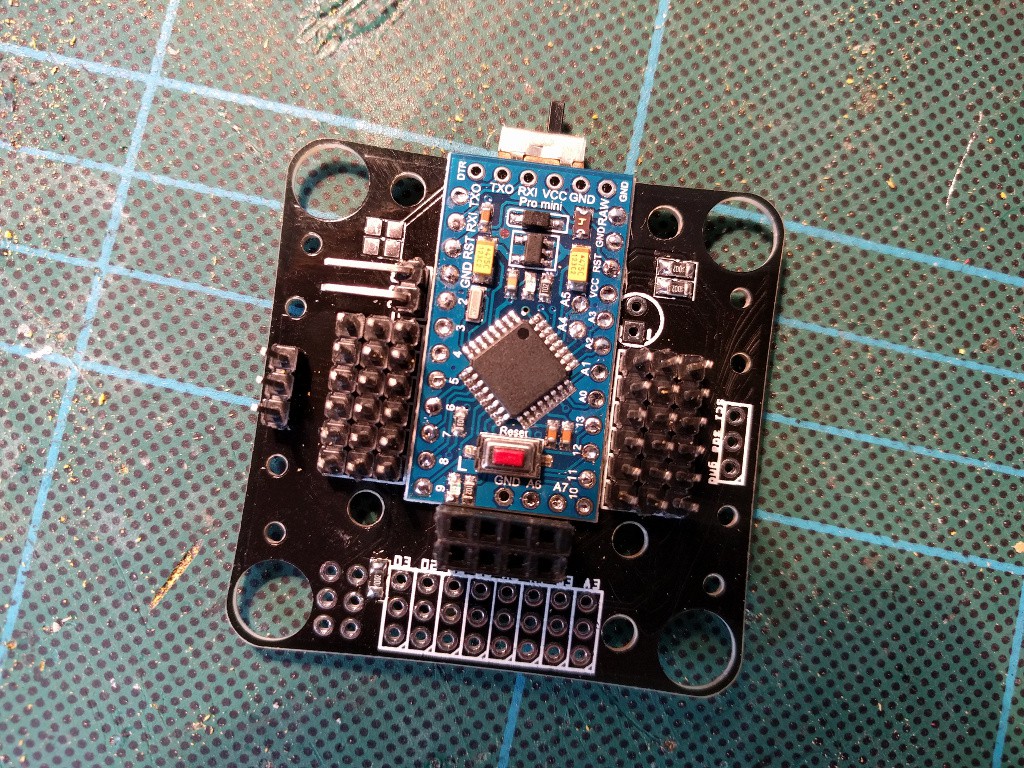 DTR TXO RXI VCC GND GND
Pro mini
TXO
RXI
RST
GND
2
3
4
5
6
7
8
9
RAW
GND
RST
VCC
A3
A2
A1
A0
13
12
11
10
A5
A4
Reset
L
GND A6 A7